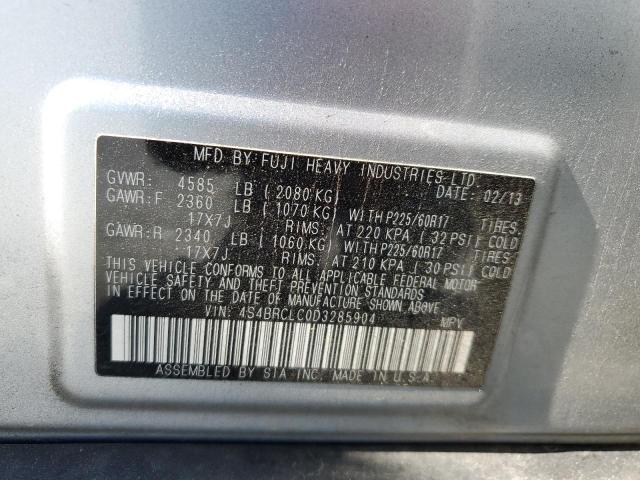 MFD BY: FUJI HEAVY INDUSTRIES LTD.
DATE: 02/13
GVWR: 4585 LB ( 2080 KG)
GAWR:F 2360 LB ( 1070 KG) WITH P225/60R17 TIRES.
17X7J RIMS: AT 220 KPA ( 32 PSI) COLD
GAWR:R 2340 LB ( 1060 KG) WITH P225/60R17 TIRES.
17X7J RIMS: AT 210 KPA ( 30 PSI) COLD
THIS VEHICLE CONFORMS TO ALL APPLICABLE FEDERAL MOTOR
VEHICLE SAFETY AND THEFT PREVENTION STANDARDS
IN EFFECT ON THE DATE OF MANUFACTURE SHOWN ABOVE.
VIN: 4S4BRCLC0D3285904 MPV
ASSEMBLED BY SIA INC. MADE IN U.S.A.